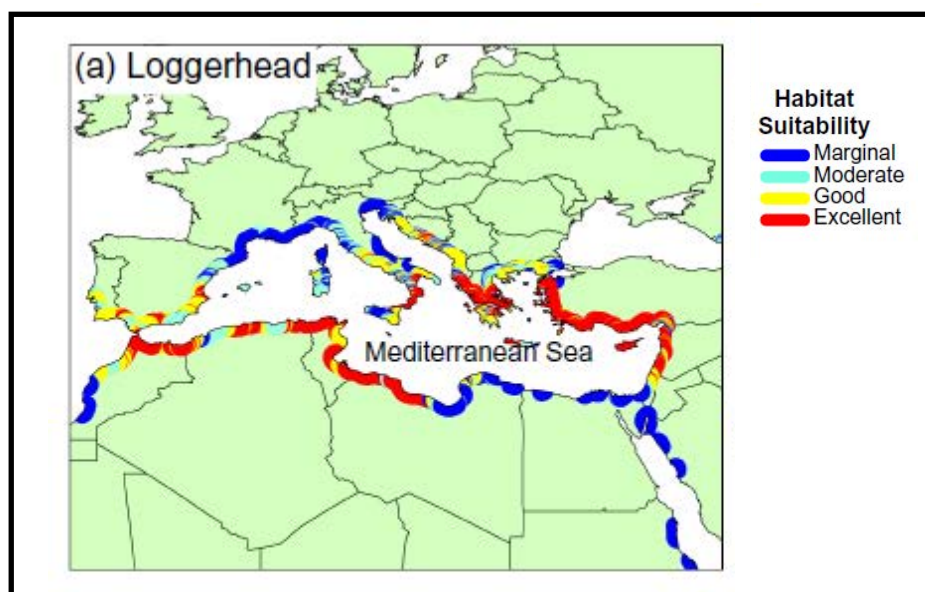 (a) Loggerhead
Mediterranean Sea
Habitat
Suitability
Marginal
Moderate
Good
Excellent